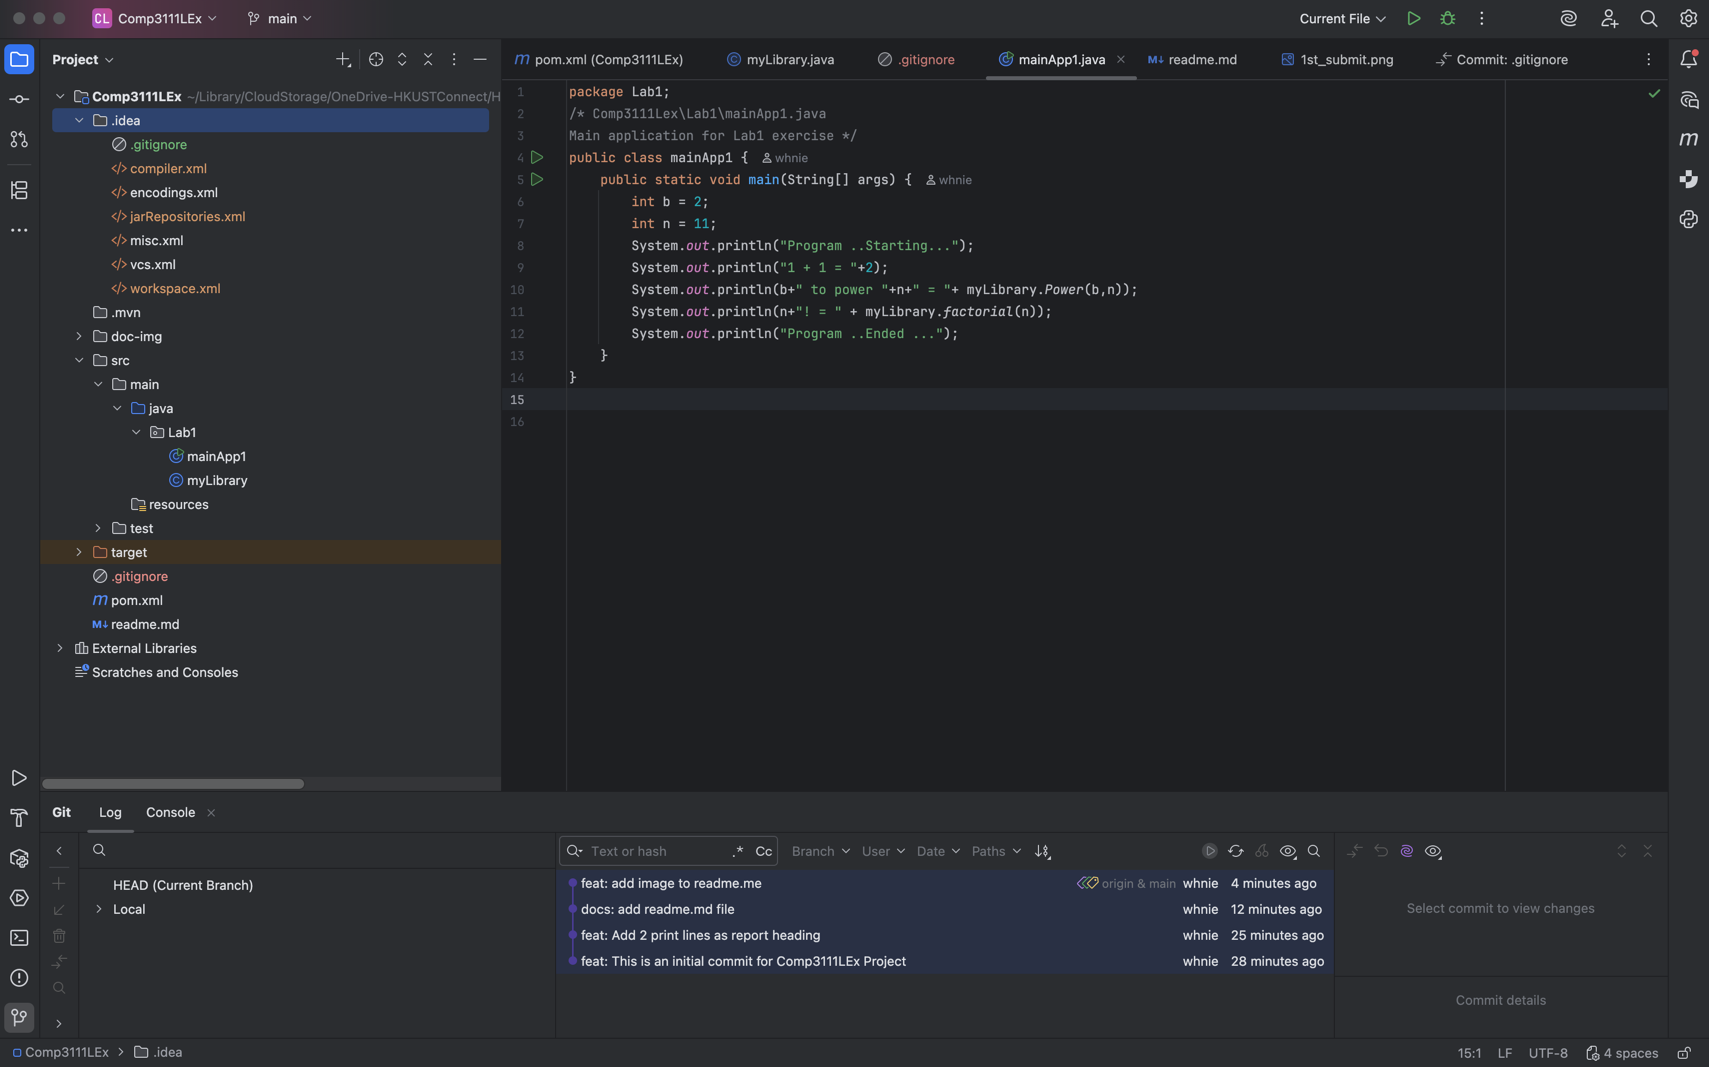 CL Comp3111LEx main Current File
Project
pom.xml (Comp3111LEx) myLibrary.java .gitignore mainApp1.java readme.md 1st_submit.png Commit: .gitignore
Comp3111LEx ~/Library/CloudStorage/OneDrive-HKUSTConnect/H
.idea
.gitignore
compiler.xml
encodings.xml
jarRepositories.xml
misc.xml
vcs.xml
workspace.xml
.mvn
doc-img
src
main
java
Lab1
mainApp1
myLibrary
resources
test
target
.gitignore
pom.xml
readme.md
External Libraries
Scratches and Consoles
1 package Lab1;
2 /* Comp3111Lex\Lab1\mainApp1.java
3 Main application for Lab1 exercise */
4 public class mainApp1 { whnie
5 public static void main(String[] args) { whnie
6 int b = 2;
7 int n = 11;
8 System.out.println("Program ..Starting...");
9 System.out.println("1 + 1 = "+2);
10 System.out.println(b+" to power "+n+" = "+ myLibrary.Power(b,n));
11 System.out.println(n+"! = " + myLibrary.factorial(n));
12 System.out.println("Program ..Ended ...");
13 }
14 }
15
16
Git Log Console
HEAD (Current Branch)
Local
Text or hash .* Cc Branch User Date Paths
feat: add image to readme.me origin & main whnie 4 minutes ago
docs: add readme.md file whnie 12 minutes ago
feat: Add 2 print lines as report heading whnie 25 minutes ago
feat: This is an initial commit for Comp3111LEx Project whnie 28 minutes ago
Select commit to view changes
Commit details
Comp3111LEx .idea 15:1 LF UTF-8 4 spaces